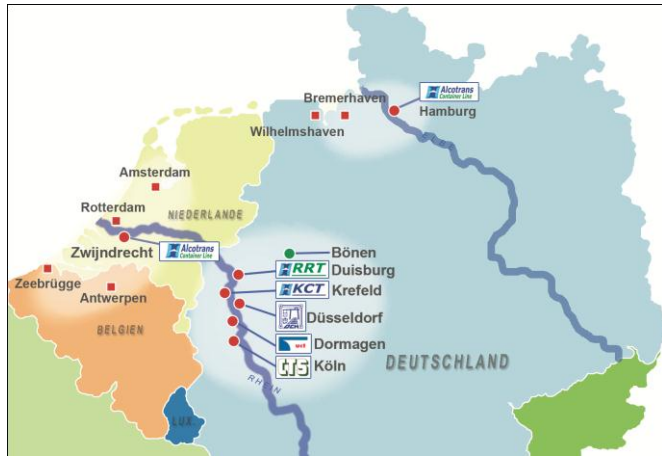 Bremerhaven
Alcotrans
Container Line
Hamburg
Wilhelmshaven
Amsterdam
Rotterdam
NIEDERLANDE
Zwijndrecht
Alcotrans
Container Line
Bönen
RRT Duisburg
Zeebrügge
KCT Krefeld
Antwerpen
DCH Düsseldorf
BELGIEN
Dormagen
DEUTSCHLAND
CTS Köln
RHEIN
LUX.